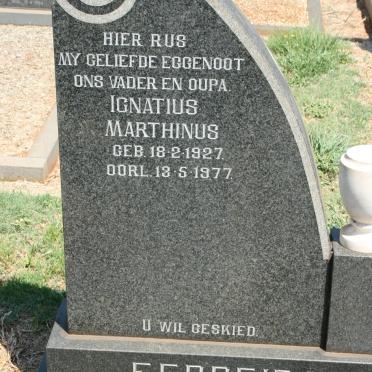 HIER RUS
MY GELIEFDE EGGENOOT
ONS VADER EN OUPA
IGNATIUS
MARTHINUS
GEB. 18-2-1927.
OORL. 13-5-1977.
U WIL GESKIED.